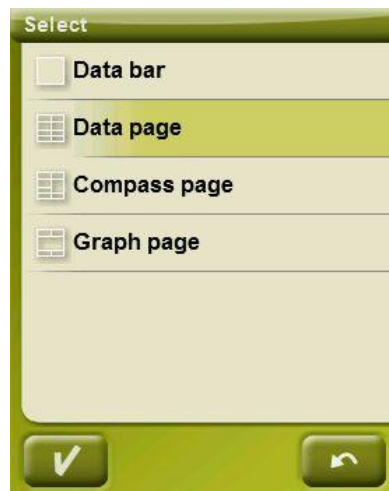 Select
Data bar
Data page
Compass page
Graph page